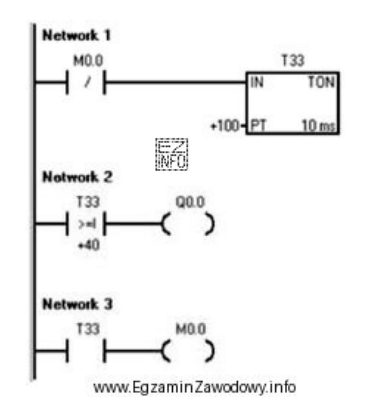 Network 1
M0.0
/
T33
IN TON
+100 PT 10 ms
EZ
INFO
Network 2
T33
>=I
+40
Q0.0
Network 3
T33
M0.0
www.EgzaminZawodowy.info